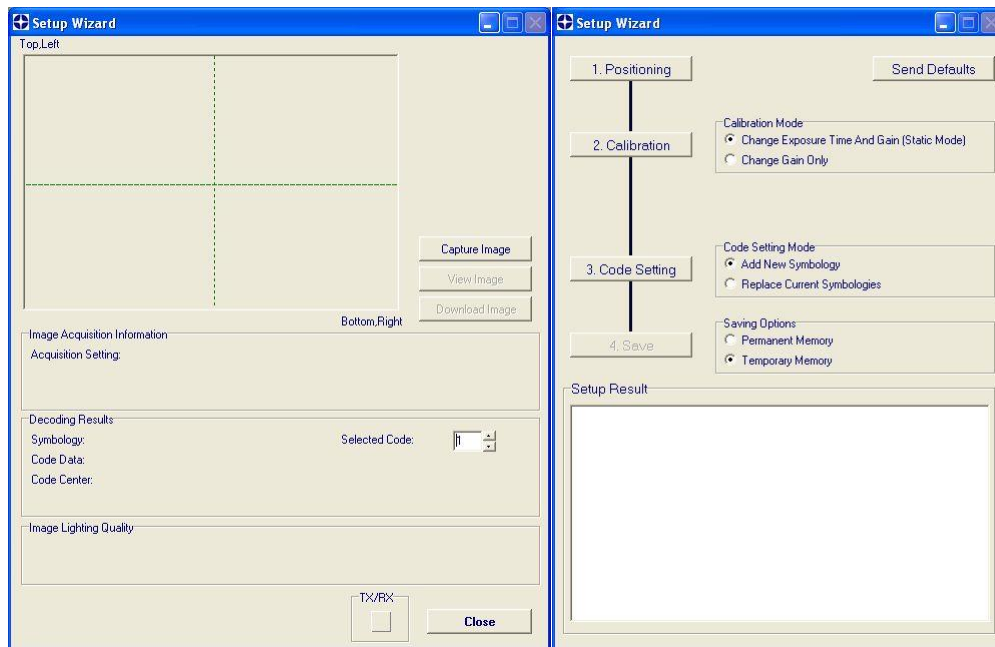 Setup Wizard
Top,Left
Capture Image
View Image
Download Image
Bottom,Right
Image Acquisition Information
Acquisition Setting:
Decoding Results
Symbology:
Selected Code: 1
Code Data:
Code Center:
Image Lighting Quality
TX/RX
Close
Setup Wizard
1. Positioning
Send Defaults
Calibration Mode
2. Calibration
Change Exposure Time And Gain (Static Mode)
Change Gain Only
Code Setting Mode
3. Code Setting
Add New Symbology
Replace Current Symbologies
Saving Options
4. Save
Permanent Memory
Temporary Memory
Setup Result